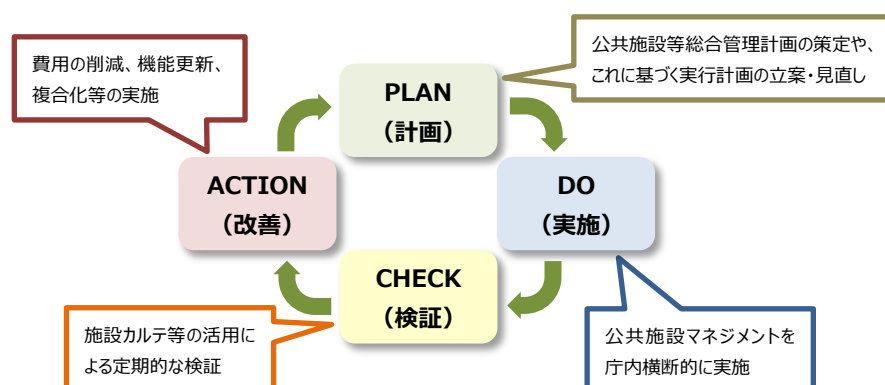 費用の削減、機能更新、
複合化等の実施
公共施設等総合管理計画の策定や、
これに基づく実行計画の立案・見直し
PLAN
（計画）
ACTION
（改善）
DO
（実施）
CHECK
（検証）
施設カルテ等の活用に
よる定期的な検証
公共施設マネジメントを
庁内横断的に実施